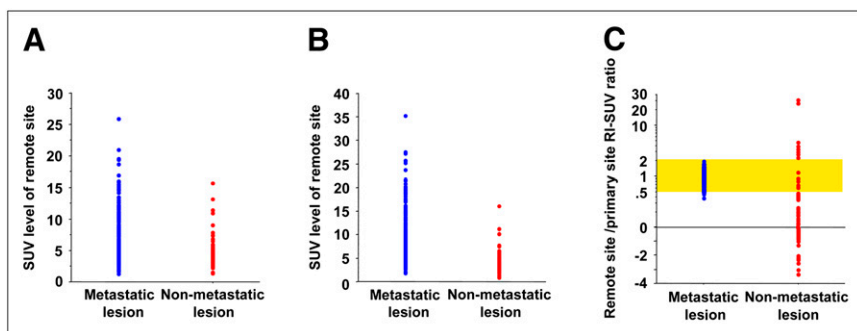 A
SUV level of remote site
30
25
20
15
10
5
0
Metastatic Non-metastatic
lesion lesion
B
SUV level of remote site
40
35
30
25
20
15
10
5
0
Metastatic Non-metastatic
lesion lesion
C
Remote site /primary site RI-SUV ratio
30
20
10
2
1
.5
0
-2
-4
Metastatic Non-metastatic
lesion lesion